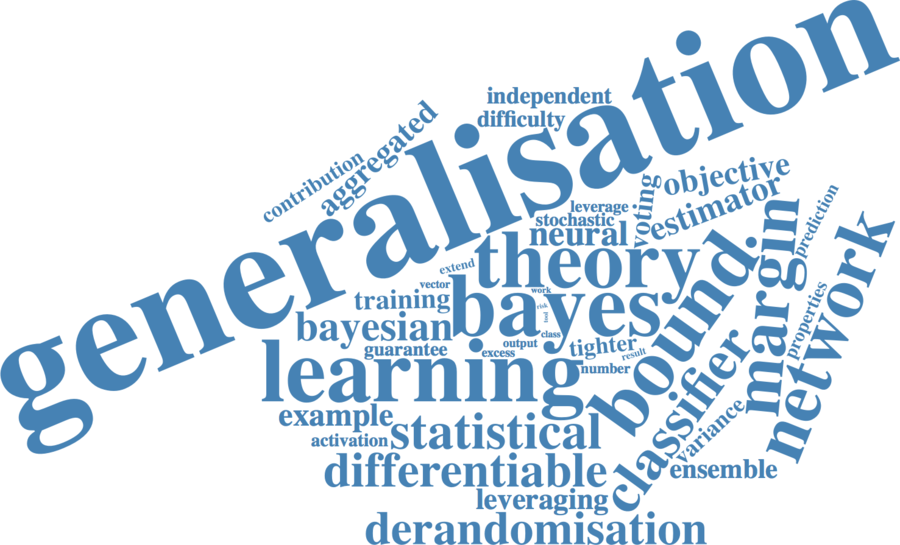 generalisation
independent
difficulty
contribution
aggregated
objective
voting
estimator
leverage
stochastic
neural
prediction
theory
extend
vector
work
bayes
margin
network
bound
training
risk
bayesian
class
properties
guarantee
output
excess
tighter
result
number
learning
classifier
example
activation
statistical
variance
differentiable
ensemble
leveraging
derandomisation